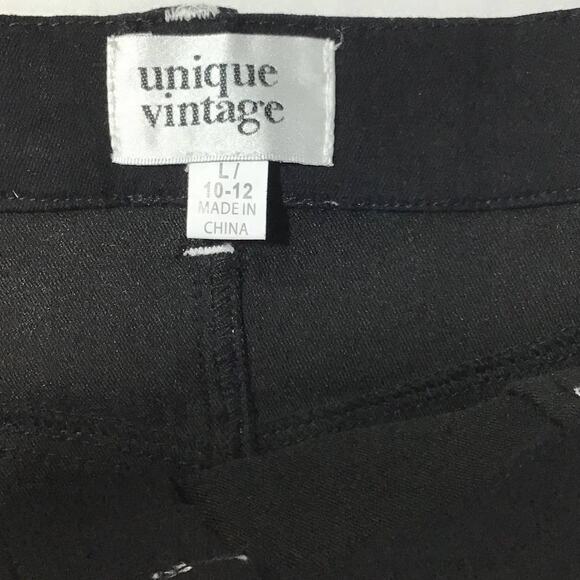 unique
vintage
L/
10-12
MADE IN
CHINA